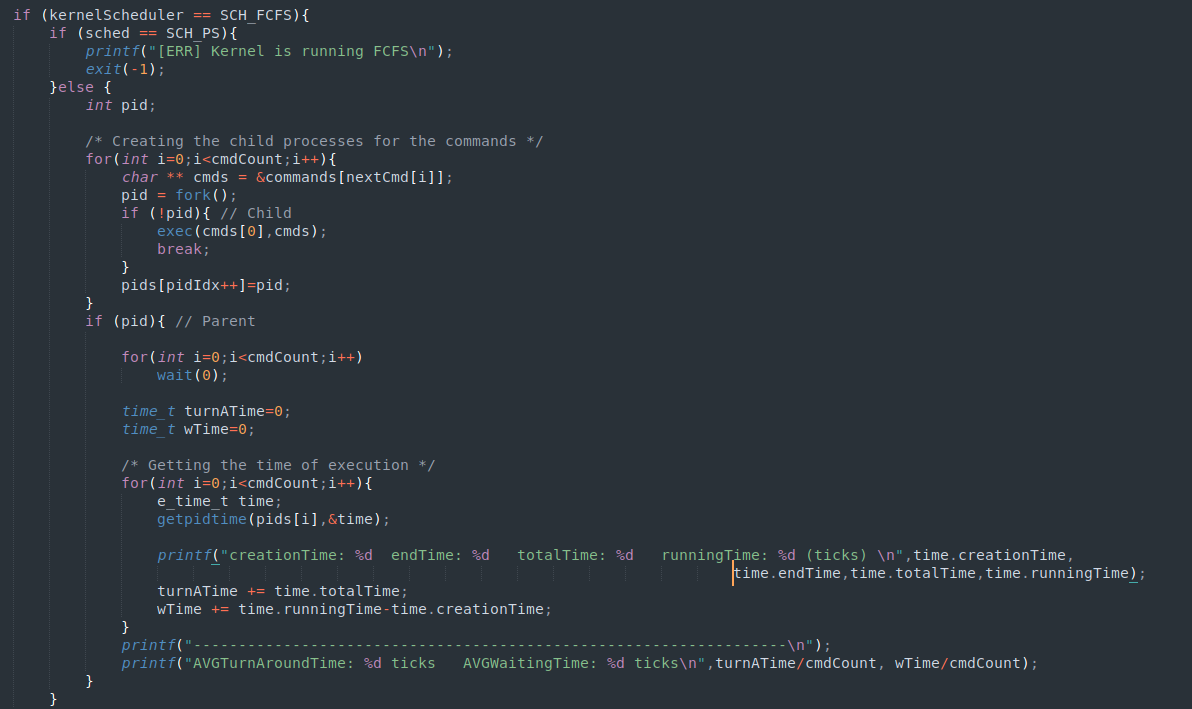 if (kernelScheduler == SCH_FCFS){
    if (sched == SCH_PS){
        printf("[ERR] Kernel is running FCFS\n");
        exit(-1);
    }else {
        int pid;

        /* Creating the child processes for the commands */
        for(int i=0;i<cmdCount;i++){
            char ** cmds = &commands[nextCmd[i]];
            pid = fork();
            if (!pid){ // Child
                exec(cmds[0],cmds);
                break;
            }
            pids[pidIdx++]=pid;
        }
        if (pid){ // Parent

            for(int i=0;i<cmdCount;i++)
                wait(0);

            time_t turnATime=0;
            time_t wTime=0;

            /* Getting the time of execution */
            for(int i=0;i<cmdCount;i++){
                e_time_t time;
                getpidtime(pids[i],&time);

                printf("creationTime: %d  endTime: %d   totalTime: %d   runningTime: %d (ticks) \n",time.creationTime,
                                                                                time.endTime,time.totalTime,time.runningTime);
                turnATime += time.totalTime;
                wTime += time.runningTime-time.creationTime;
            }
            printf("------------------------------------------------------------------\n");
            printf("AVGTurnAroundTime: %d ticks   AVGWaitingTime: %d ticks\n",turnATime/cmdCount, wTime/cmdCount);
        }
    }